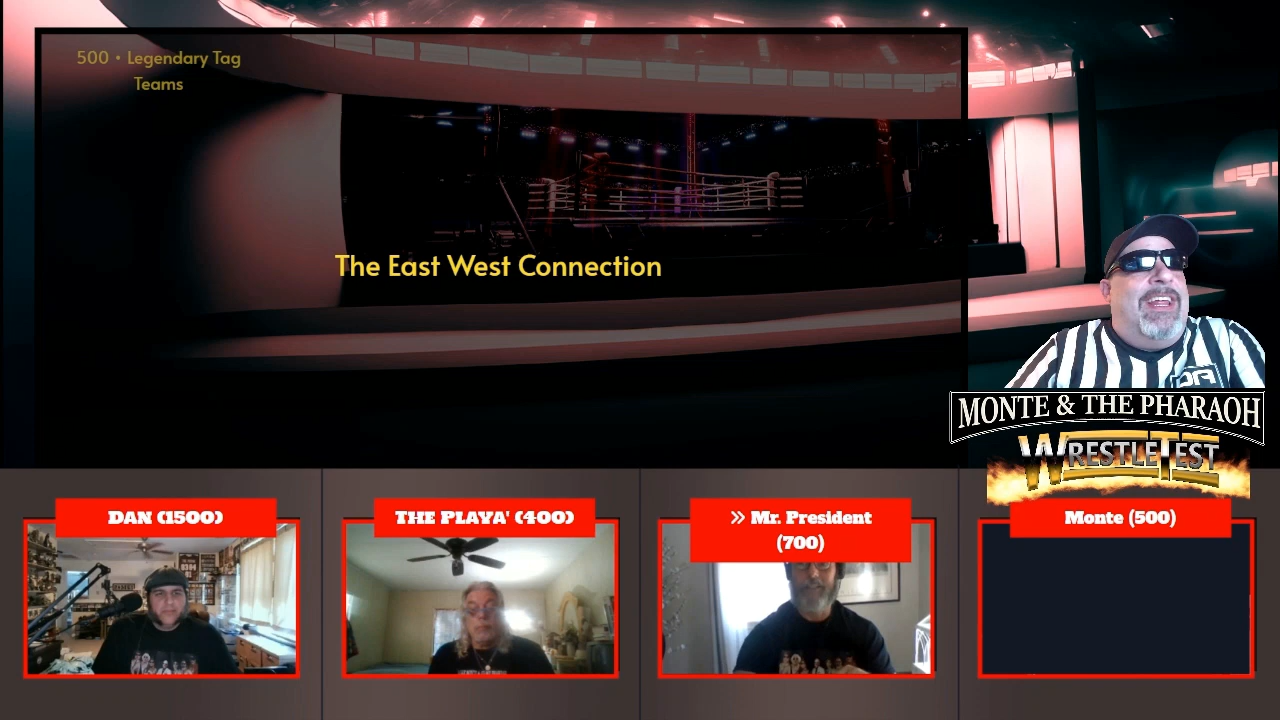 500 • Legendary Tag
Teams
The East West Connection
MONTE & THE PHARAOH
WRESTLETEST
DAN (1500)
THE PLAYA' (400)
» Mr. President
(700)
Monte (500)